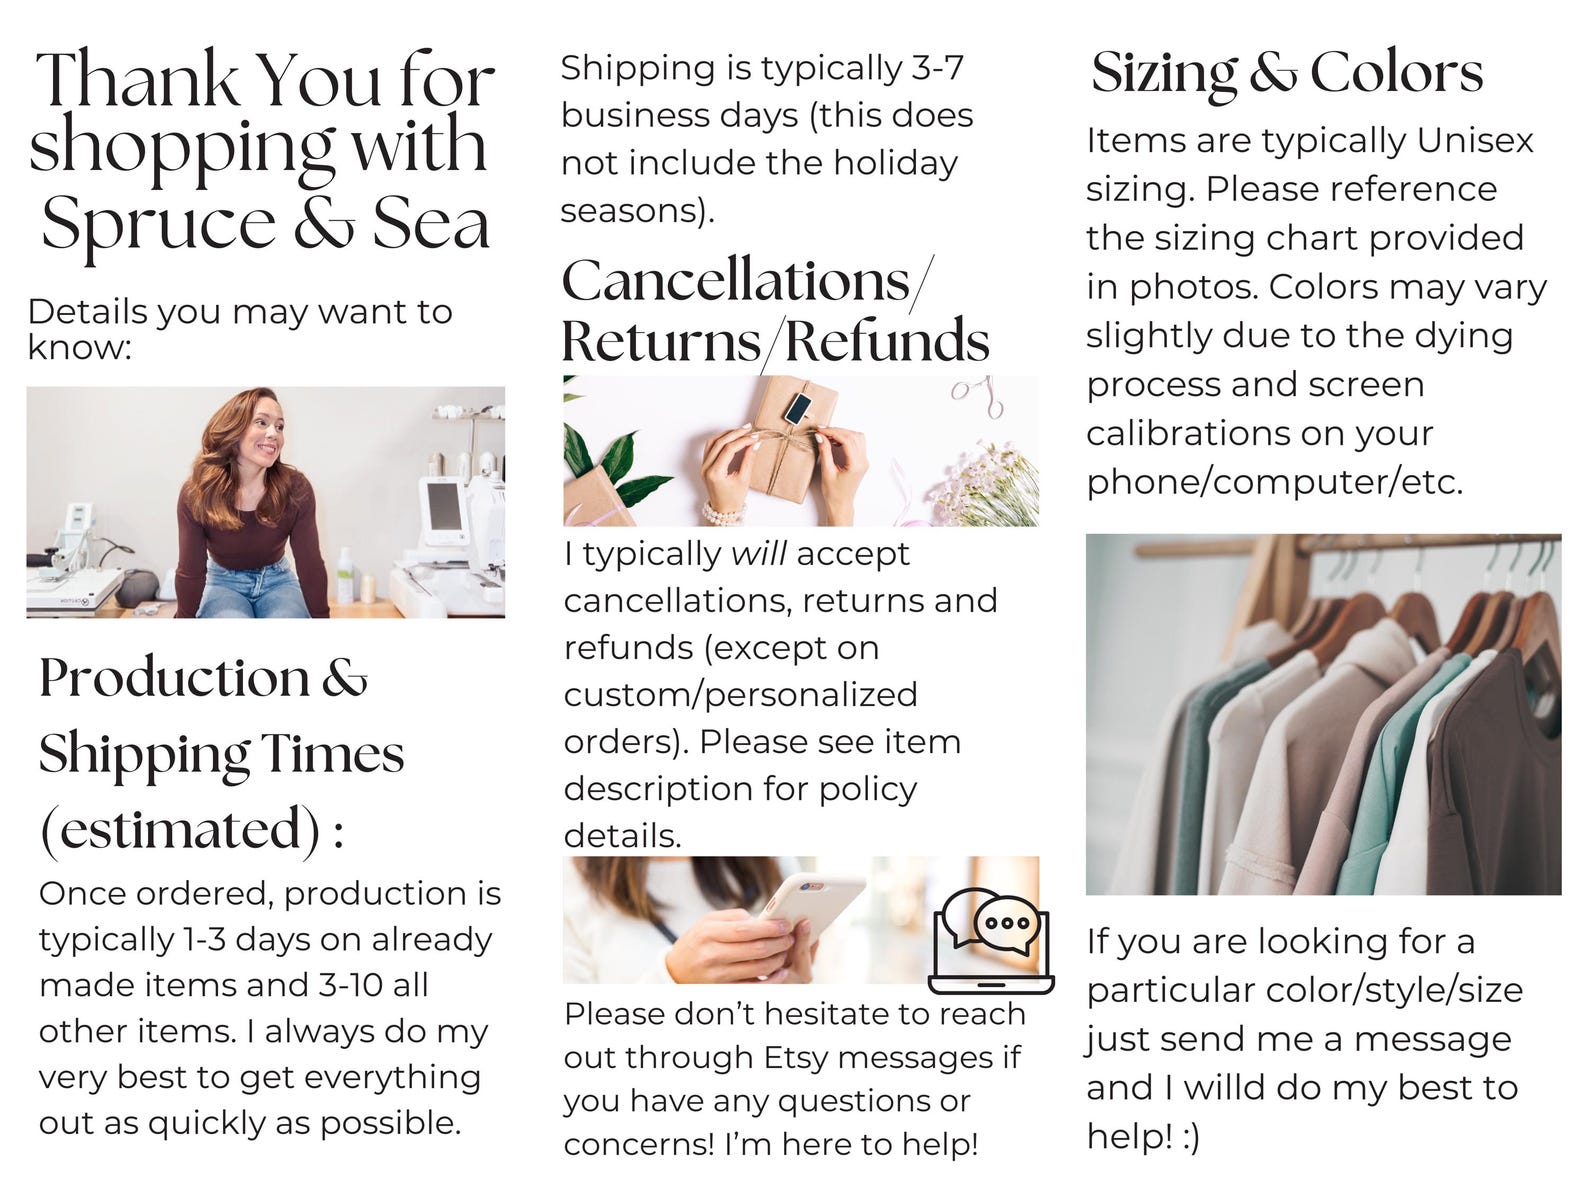 Thank You for
shopping with
Spruce & Sea
Details you may want to
know:
Production &
Shipping Times
(estimated) :
Once ordered, production is
typically 1-3 days on already
made items and 3-10 all
other items. I always do my
very best to get everything
out as quickly as possible.
Shipping is typically 3-7
business days (this does
not include the holiday
seasons).
Cancellations/
Returns/Refunds
I typically will accept
cancellations, returns and
refunds (except on
custom/personalized
orders). Please see item
description for policy
details.
Please don’t hesitate to reach
out through Etsy messages if
you have any questions or
concerns! I’m here to help!
Sizing & Colors
Items are typically Unisex
sizing. Please reference
the sizing chart provided
in photos. Colors may vary
slightly due to the dying
process and screen
calibrations on your
phone/computer/etc.
If you are looking for a
particular color/style/size
just send me a message
and I willd do my best to
help! :)